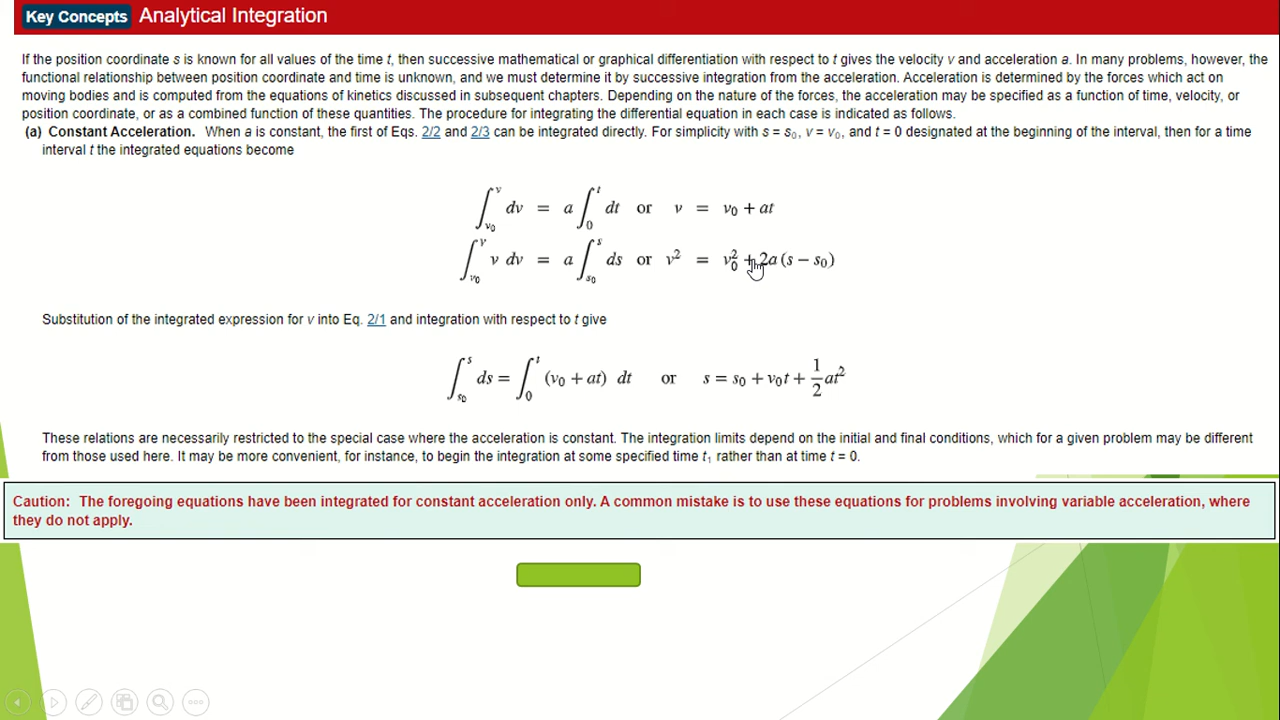 Key Concepts Analytical Integration
If the position coordinate s is known for all values of the time t, then successive mathematical or graphical differentiation with respect to t gives the velocity v and acceleration a. In many problems, however, the
functional relationship between position coordinate and time is unknown, and we must determine it by successive integration from the acceleration. Acceleration is determined by the forces which act on
moving bodies and is computed from the equations of kinetics discussed in subsequent chapters. Depending on the nature of the forces, the acceleration may be specified as a function of time, velocity, or
position coordinate, or as a combined function of these quantities. The procedure for integrating the differential equation in each case is indicated as follows.
(a) Constant Acceleration. When a is constant, the first of Eqs. 2/2 and 2/3 can be integrated directly. For simplicity with s = s₀, v = v₀, and t = 0 designated at the beginning of the interval, then for a time
interval t the integrated equations become
∫_{v₀}^{v} dv = a ∫_{0}^{t} dt or v = v₀ + at
∫_{v₀}^{v} v dv = a ∫_{s₀}^{s} ds or v² = v₀² + 2a(s − s₀)
Substitution of the integrated expression for v into Eq. 2/1 and integration with respect to t give
∫_{s₀}^{s} ds = ∫_{0}^{t} (v₀ + at) dt or s = s₀ + v₀t + 1/2 at²
These relations are necessarily restricted to the special case where the acceleration is constant. The integration limits depend on the initial and final conditions, which for a given problem may be different
from those used here. It may be more convenient, for instance, to begin the integration at some specified time t₁ rather than at time t = 0.
Caution: The foregoing equations have been integrated for constant acceleration only. A common mistake is to use these equations for problems involving variable acceleration, where
they do not apply.